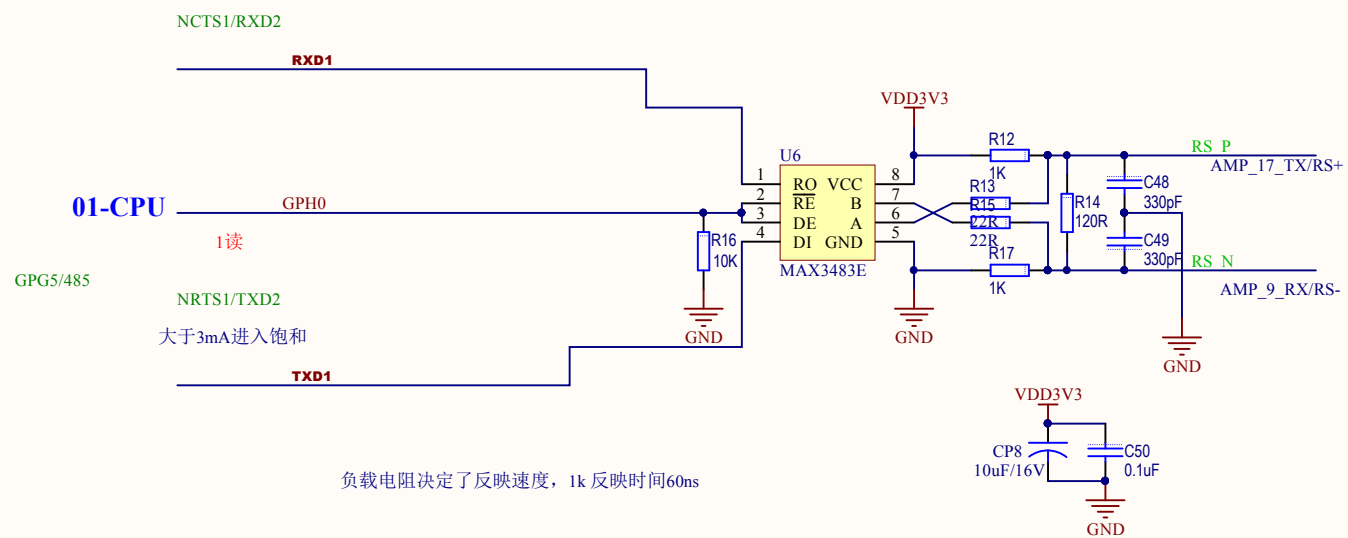 NCTS1/RXD2
RXD1
VDD3V3
R12
1K
RS_P
AMP_17_TX/RS+
U6
1
2
3
4
RO
RE
DE
DI
VCC
B
A
GND
8
7
6
5
MAX3483E
R13
R15
22R
22R
R14
120R
C48
330pF
C49
330pF
R17
1K
RS_N
AMP_9_RX/RS-
01-CPU
GPH0
1读
R16
10K
GND
GND
GND
GPG5/485
NRTS1/TXD2
大于3mA进入饱和
TXD1
VDD3V3
CP8
10uF/16V
C50
0.1uF
GND
负载电阻决定了反映速度，1k 反映时间60ns